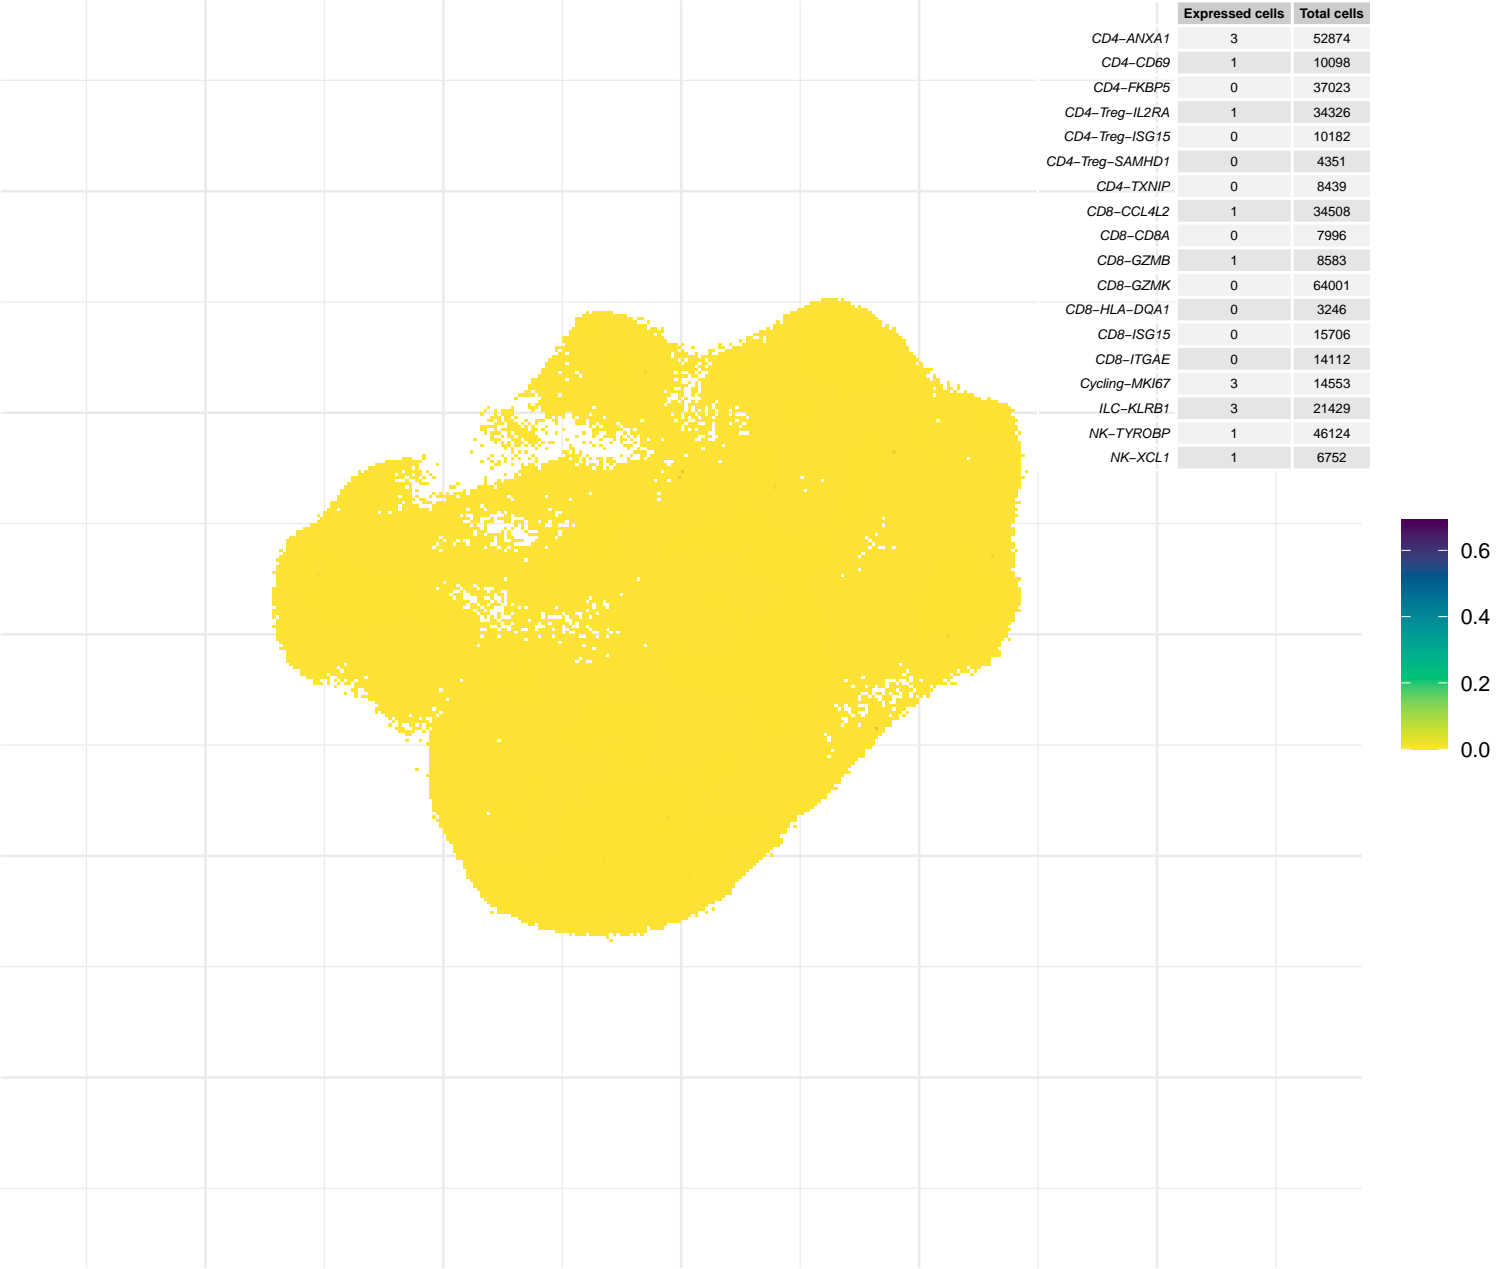 Expressed cells Total cells
CD4−ANXA1 3 52874
CD4−CD69 1 10098
CD4−FKBP5 0 37023
CD4−Treg−IL2RA 1 34326
CD4−Treg−ISG15 0 10182
CD4−Treg−SAMHD1 0 4351
CD4−TXNIP 0 8439
CD8−CCL4L2 1 34508
CD8−CD8A 0 7996
CD8−GZMB 1 8583
CD8−GZMK 0 64001
CD8−HLA−DQA1 0 3246
CD8−ISG15 0 15706
CD8−ITGAE 0 14112
Cycling−MKI67 3 14553
ILC−KLRB1 3 21429
NK−TYROBP 1 46124
NK−XCL1 1 6752
0.6
0.4
0.2
0.0